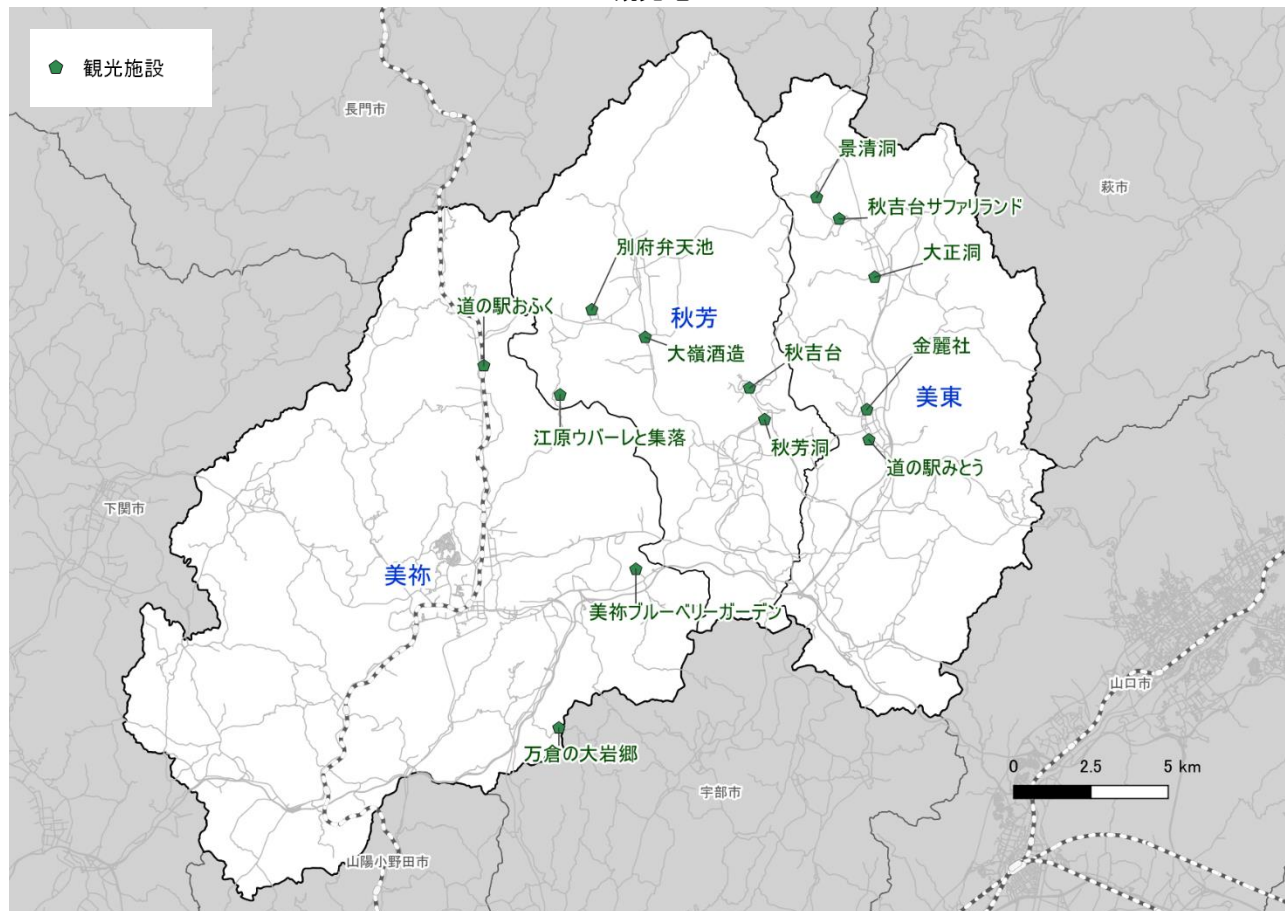 観光施設
長門市
萩市
景清洞
秋吉台サファリランド
大正洞
別府弁天池
道の駅おふく
秋芳
大嶺酒造
秋吉台
金麗社
美東
江原ウバーレと集落
秋芳洞
道の駅みとう
下関市
美祢
美祢ブルーベリーガーデン
山口市
万倉の大岩郷
宇部市
0 2.5 5 km
山陽小野田市